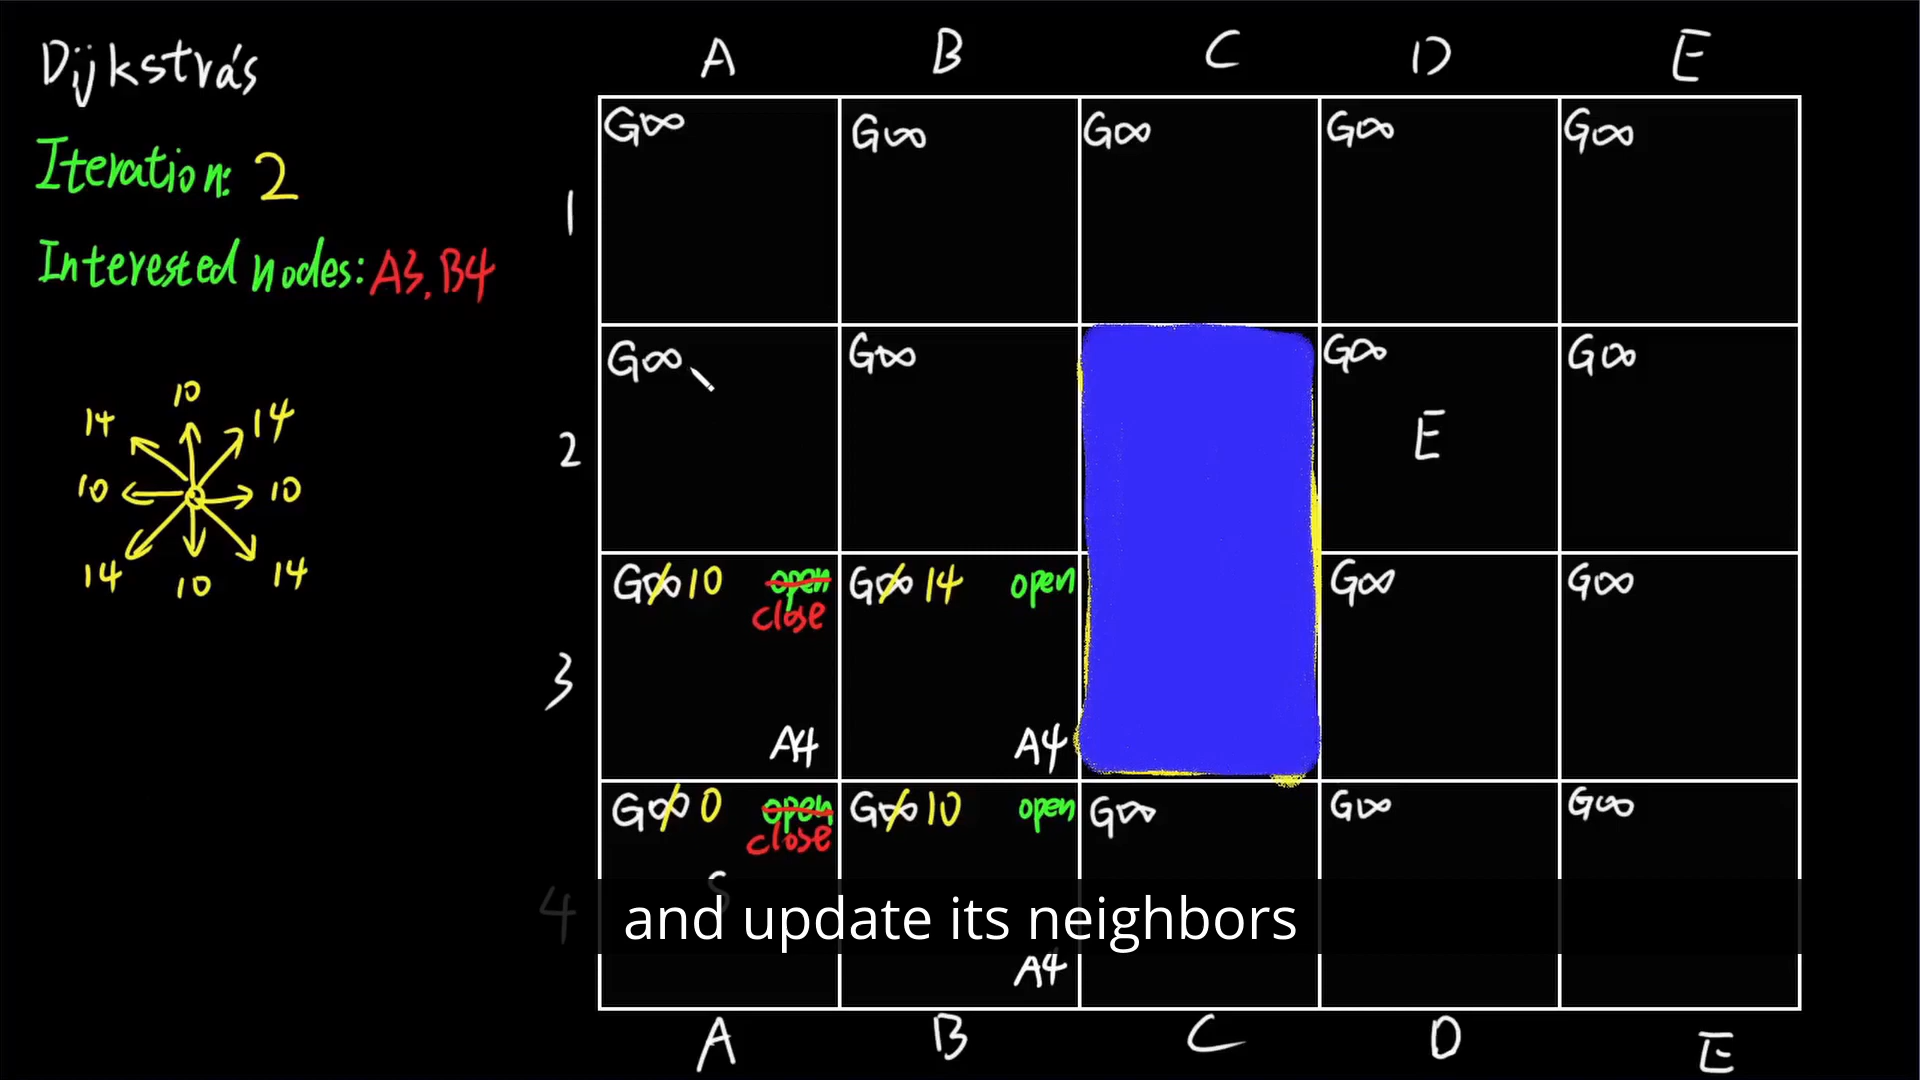 Dijkstra's
A B C D E
Iteration: 2
Interested nodes: A3, B4
1
G∞ G∞ G∞ G∞ G∞
2
G∞ G∞ G∞ G∞
E
10
14 14
10 10
14 10 14
3
G∞ 10 open G∞ 14 open G∞ G∞
close
A4 A4
4
G∞ 0 open G∞ 10 open G∞ G∞ G∞
close
S
and update its neighbors
A4
A B C D E